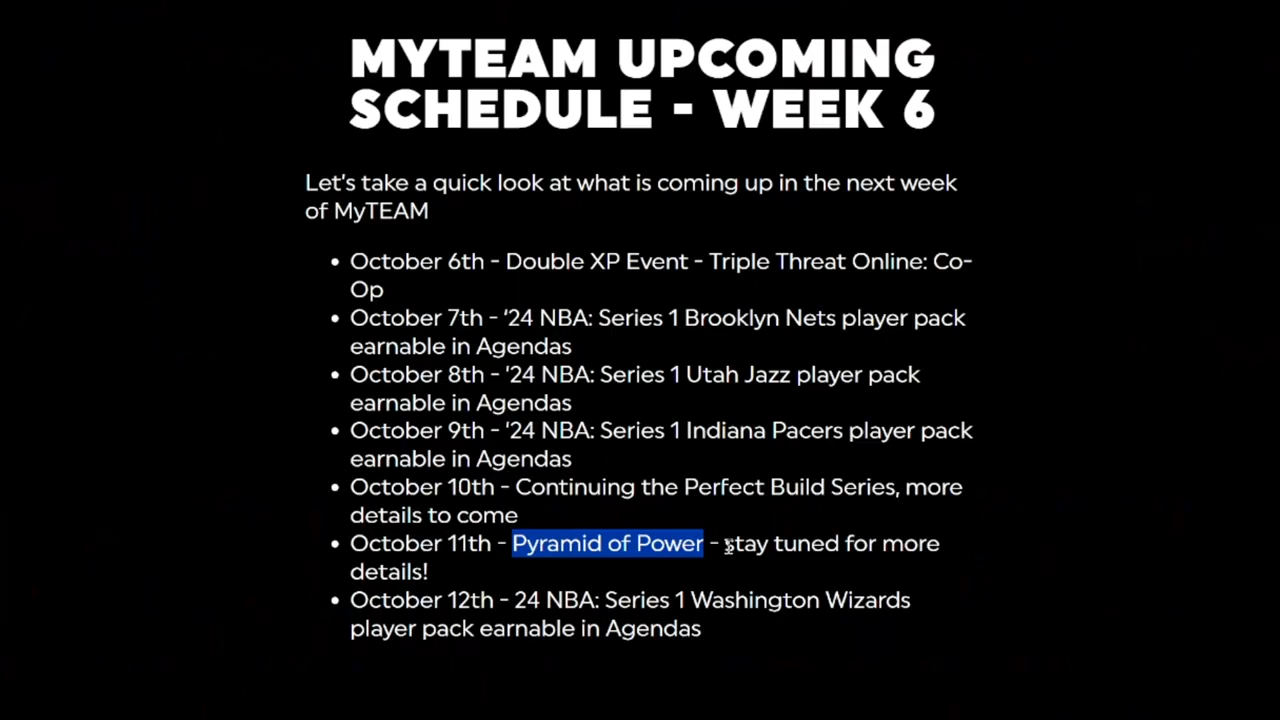 MYTEAM UPCOMING
SCHEDULE - WEEK 6
Let's take a quick look at what is coming up in the next week
of MyTEAM
• October 6th - Double XP Event - Triple Threat Online: Co-
Op
• October 7th - ‘24 NBA: Series 1 Brooklyn Nets player pack
earnable in Agendas
• October 8th - ‘24 NBA: Series 1 Utah Jazz player pack
earnable in Agendas
• October 9th - ‘24 NBA: Series 1 Indiana Pacers player pack
earnable in Agendas
• October 10th - Continuing the Perfect Build Series, more
details to come
• October 11th - Pyramid of Power - stay tuned for more
details!
• October 12th - 24 NBA: Series 1 Washington Wizards
player pack earnable in Agendas